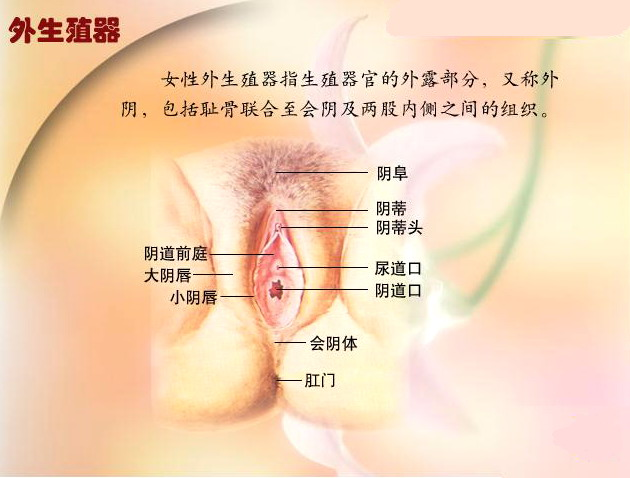 外生殖器
女性外生殖器指生殖器官的外露部分，又称外
阴，包括耻骨联合至会阴及两股内侧之间的组织。
阴阜
阴蒂
阴蒂头
阴道前庭
大阴唇
小阴唇
尿道口
阴道口
会阴体
肛门